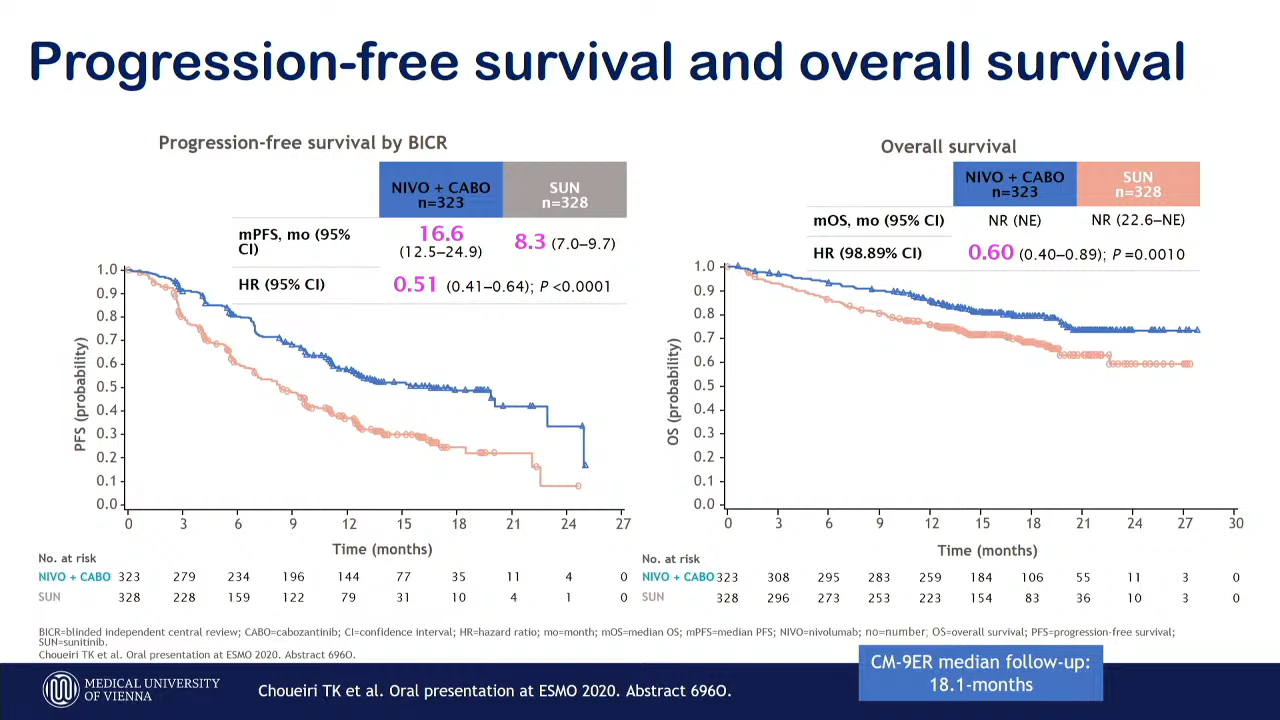 Progression-free survival and overall survival
Progression-free survival by BICR
NIVO + CABO
n=323
SUN
n=328
mPFS, mo (95%
CI)
16.6
(12.5–24.9)
8.3 (7.0–9.7)
HR (95% CI)
0.51 (0.41–0.64); P <0.0001
PFS (probability)
1.0
0.9
0.8
0.7
0.6
0.5
0.4
0.3
0.2
0.1
0.0
0 3 6 9 12 15 18 21 24 27
Time (months)
No. at risk
NIVO + CABO 323 279 234 196 144 77 35 11 4 0
SUN 328 228 159 122 79 31 10 4 1 0
Overall survival
NIVO + CABO
n=323
SUN
n=328
mOS, mo (95% CI) NR (NE) NR (22.6–NE)
HR (98.89% CI) 0.60 (0.40–0.89); P =0.0010
OS (probability)
1.0
0.9
0.8
0.7
0.6
0.5
0.4
0.3
0.2
0.1
0.0
0 3 6 9 12 15 18 21 24 27 30
Time (months)
No. at risk
NIVO + CABO 323 308 295 283 259 184 106 55 11 3 0
SUN 328 296 273 253 223 154 83 36 10 3 0
BICR=blinded independent central review; CABO=cabozantinib; CI=confidence interval; HR=hazard ratio; mo=month; mOS=median OS; mPFS=median PFS; NIVO=nivolumab; no=number; OS=overall survival; PFS=progression-free survival;
SUN=sunitinib.
Choueiri TK et al. Oral presentation at ESMO 2020. Abstract 696O.
MEDICAL UNIVERSITY
OF VIENNA
Choueiri TK et al. Oral presentation at ESMO 2020. Abstract 696O.
CM-9ER median follow-up:
18.1-months